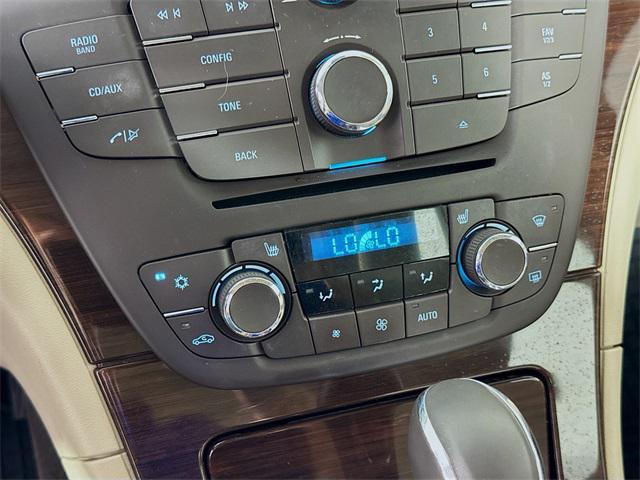 RADIO
BAND
CD/AUX
CONFIG
TONE
BACK
3
4
5
6
FAV
1/2/3
AS
1/2
LO LO
AUTO